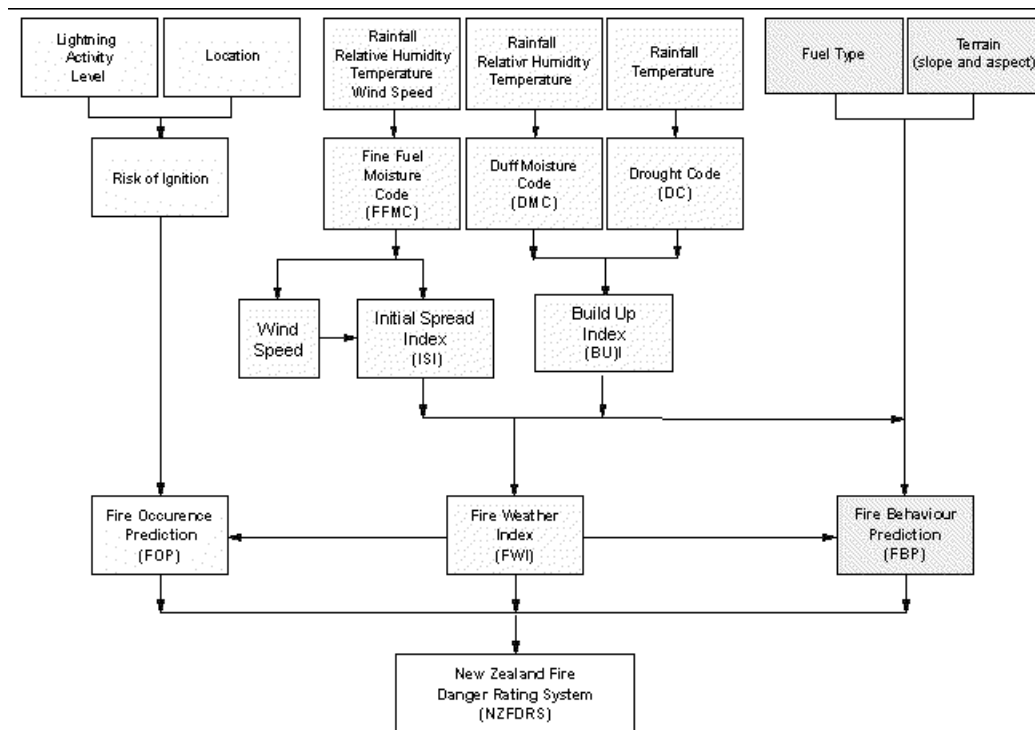 Lightning
Activity
Level
Location
Rainfall
Relative Humidity
Temperature
Wind Speed
Rainfall
Relativr Humidity
Temperature
Rainfall
Temperature
Fuel Type
Terrain
(slope and aspect)
Risk of Ignition
Fine Fuel
Moisture
Code
(FFMC)
Duff Moisture
Code
(DMC)
Drought Code
(DC)
Wind
Speed
Initial Spread
Index
(ISI)
Build Up
Index
(BU)I
Fire Occurence
Prediction
(FOP)
Fire Weather
Index
(FWI)
Fire Behaviour
Prediction
(FBP)
New Zealand Fire
Danger Rating System
(NZFDRS)